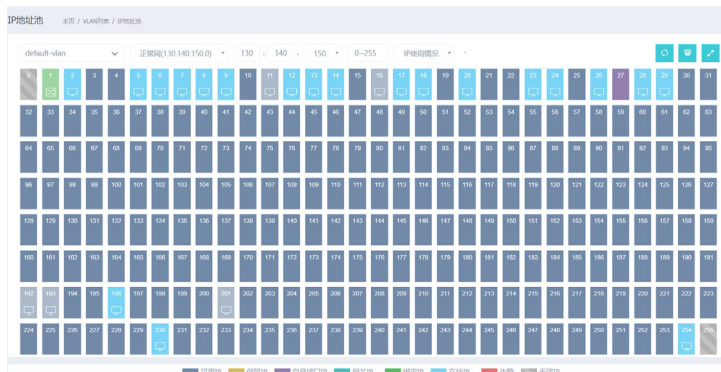 IP地址池 主页 / VLAN列表 / IP地址池
default-vlan 正常网(130.140.150.0) 130 . 140 . 150 0~255 IP使用情况 -
0 1 2 3 4 5 6 7 8 9 10 11 12 13 14 15 16 17 18 19 20 21 22 23 24 25 26 27 28 29 30 31
32 33 34 35 36 37 38 39 40 41 42 43 44 45 46 47 48 49 50 51 52 53 54 55 56 57 58 59 60 61 62 63
64 65 66 67 68 69 70 71 72 73 74 75 76 77 78 79 80 81 82 83 84 85 86 87 88 89 90 91 92 93 94 95
96 97 98 99 100 101 102 103 104 105 106 107 108 109 110 111 112 113 114 115 116 117 118 119 120 121 122 123 124 125 126 127
128 129 130 131 132 133 134 135 136 137 138 139 140 141 142 143 144 145 146 147 148 149 150 151 152 153 154 155 156 157 158 159
160 161 162 163 164 165 166 167 168 169 170 171 172 173 174 175 176 177 178 179 180 181 182 183 184 185 186 187 188 189 190 191
192 193 194 195 196 197 198 199 200 201 202 203 204 205 206 207 208 209 210 211 212 213 214 215 216 217 218 219 220 221 222 223
224 225 226 227 228 229 230 231 232 233 234 235 236 237 238 239 240 241 242 243 244 245 246 247 248 249 250 251 252 253 254 255